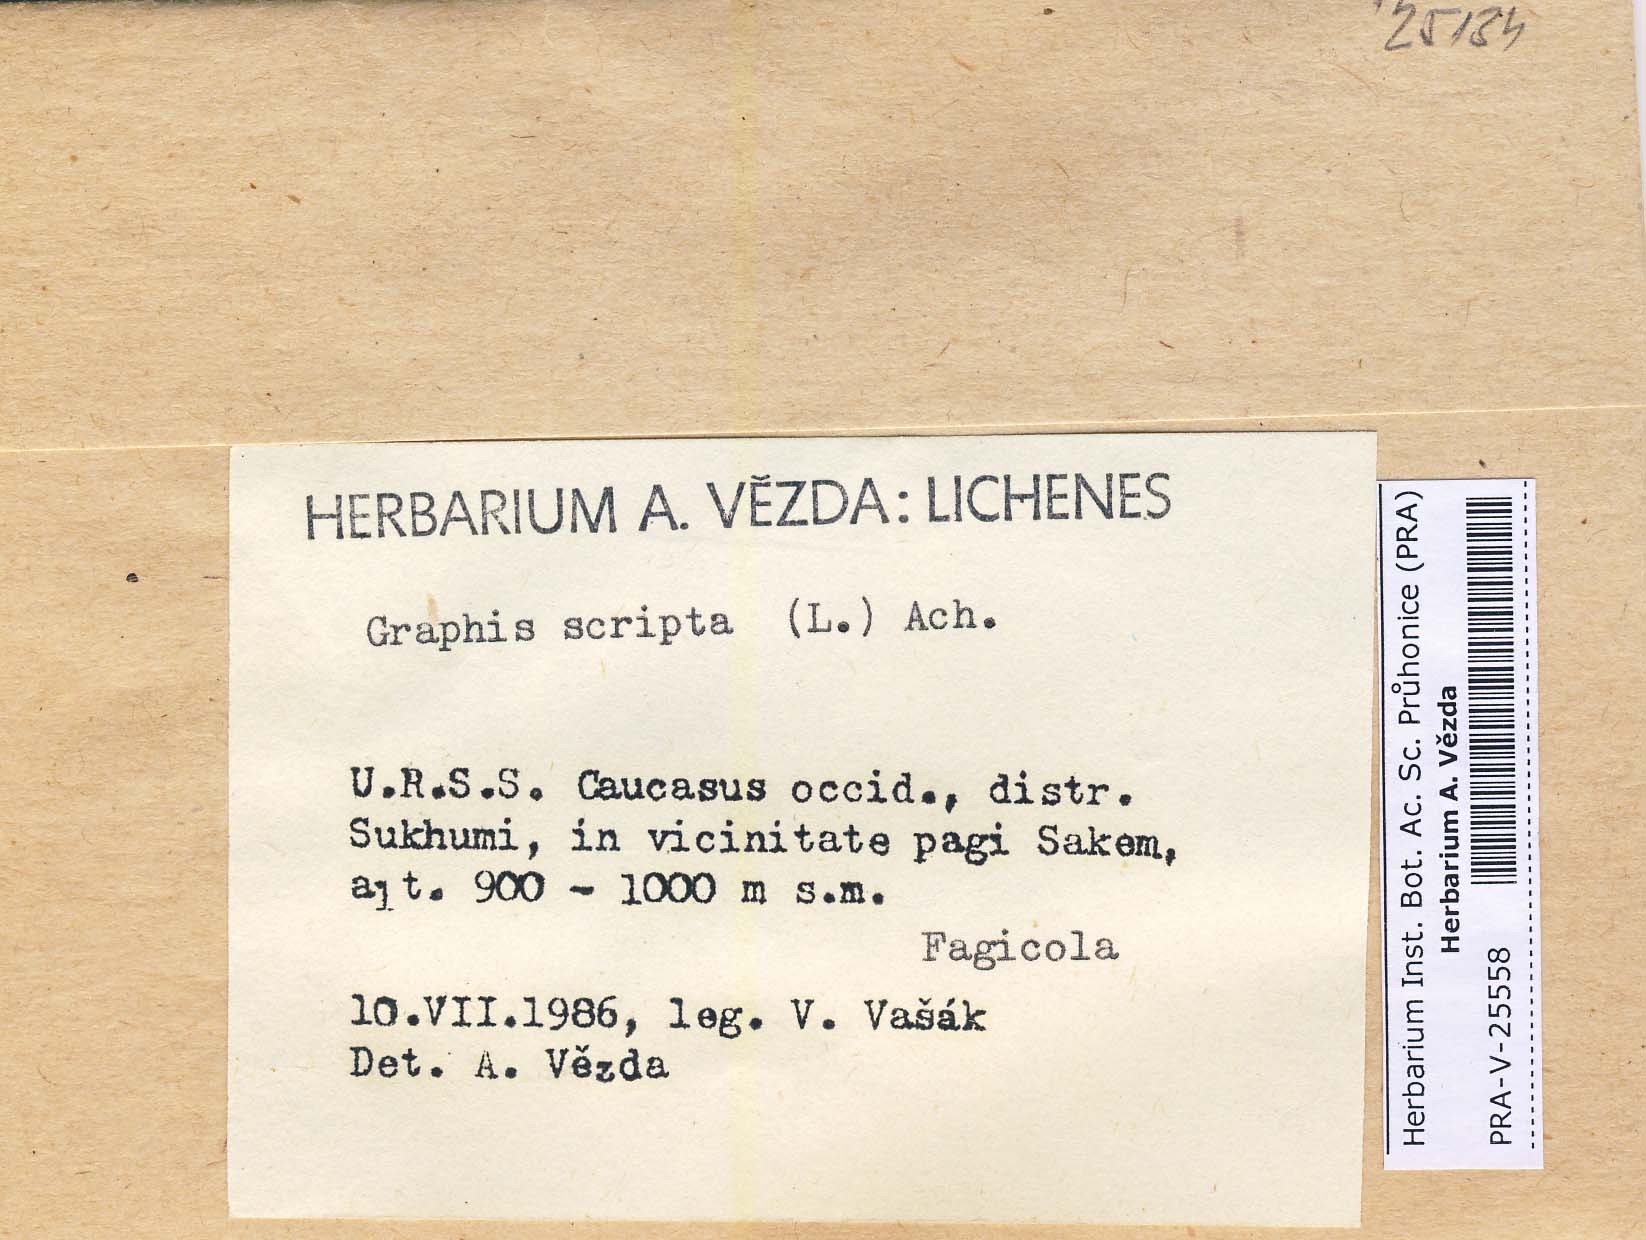 25134
HERBARIUM A. VĚZDA: LICHENES
Graphis scripta (L.) Ach.
U.R.S.S. Caucasus occid., distr.
Sukhumi, in vicinitate pagi Sakem,
alt. 900 - 1000 m s.m.
Fagicola
10.VII.1986, leg. V. Vašák
Det. A. Vězda
Herbarium Inst. Bot. Ac. Sc. Průhonice (PRA)
Herbarium A. Vězda
PRA-V-25558